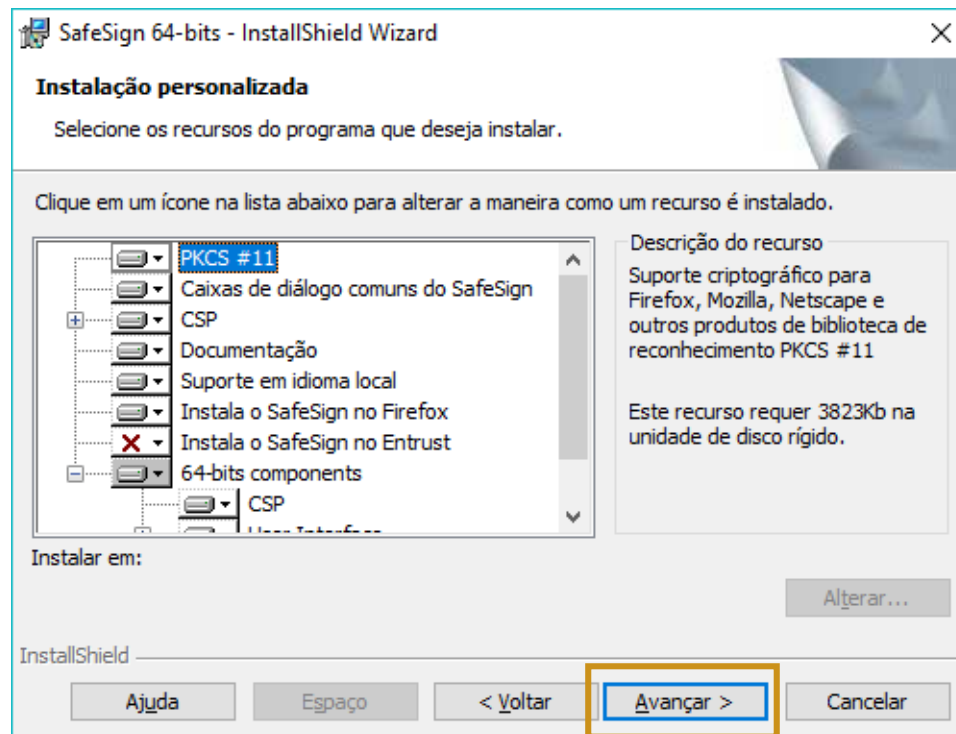 SafeSign 64-bits - InstallShield Wizard
Instalação personalizada
Selecione os recursos do programa que deseja instalar.
Clique em um ícone na lista abaixo para alterar a maneira como um recurso é instalado.
PKCS #11
Caixas de diálogo comuns do SafeSign
CSP
Documentação
Suporte em idioma local
Instala o SafeSign no Firefox
Instala o SafeSign no Entrust
64-bits components
CSP
User Interface
Descrição do recurso
Suporte criptográfico para
Firefox, Mozilla, Netscape e
outros produtos de biblioteca de
reconhecimento PKCS #11
Este recurso requer 3823Kb na
unidade de disco rígido.
Instalar em:
Alterar...
InstallShield
Ajuda
Espaço
< Voltar
Avançar >
Cancelar